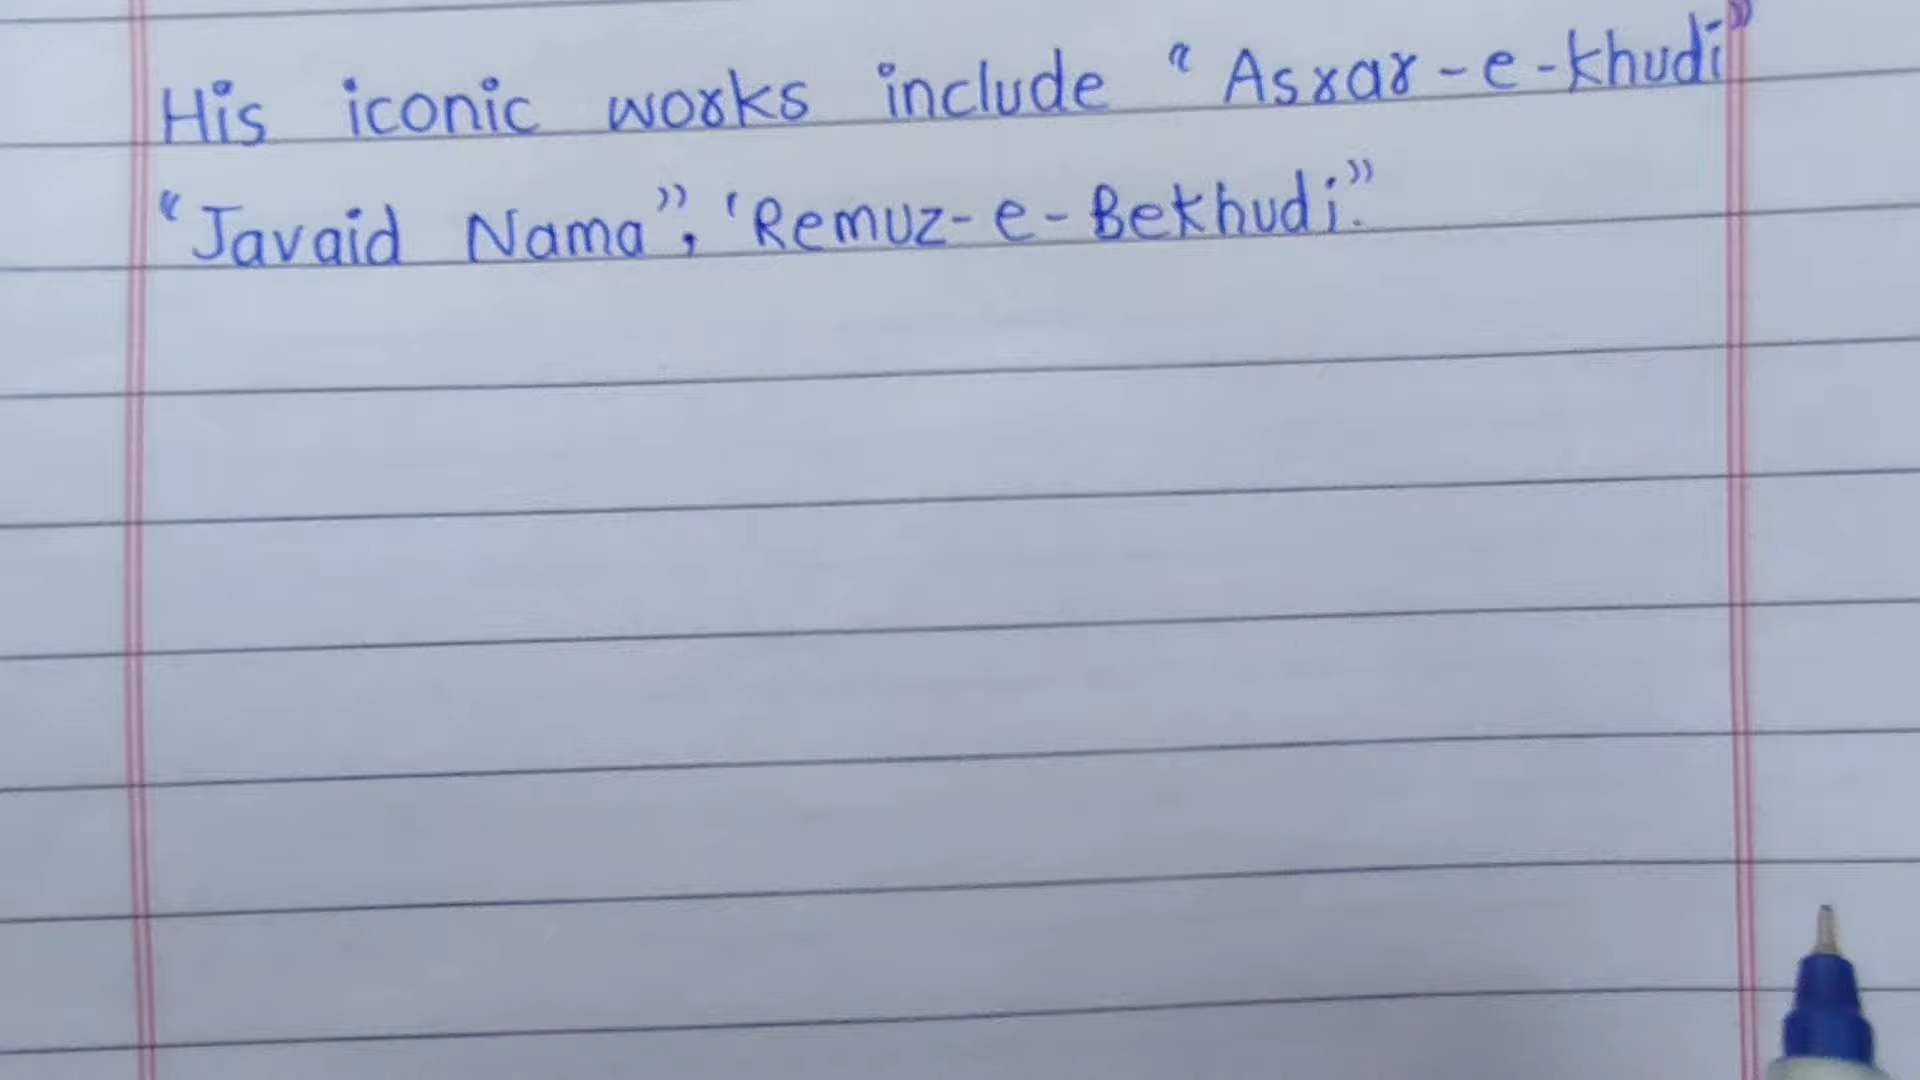 His iconic works include “Asrar-e-khudi”
“Javaid Nama”, ‘Remuz-e-Bekhudi.”